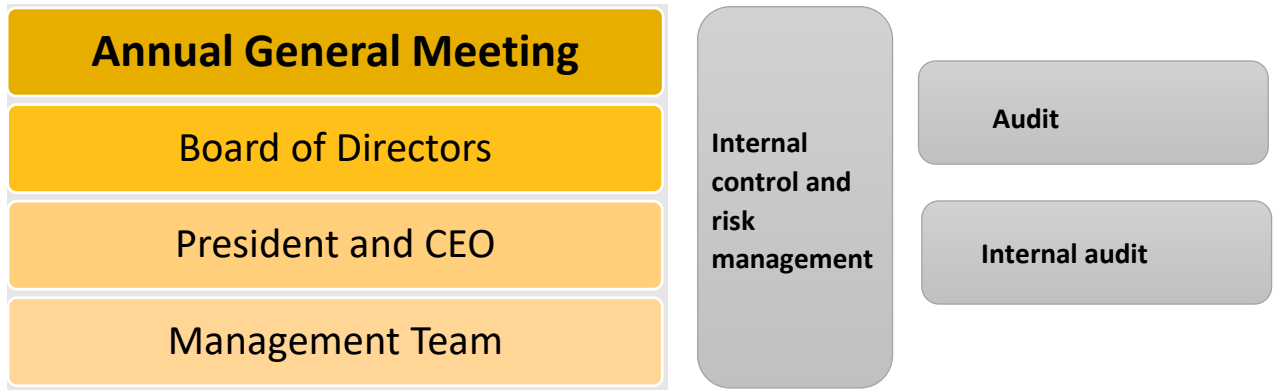 Annual General Meeting
Board of Directors
President and CEO
Management Team
Internal
control and
risk
management
Audit
Internal audit